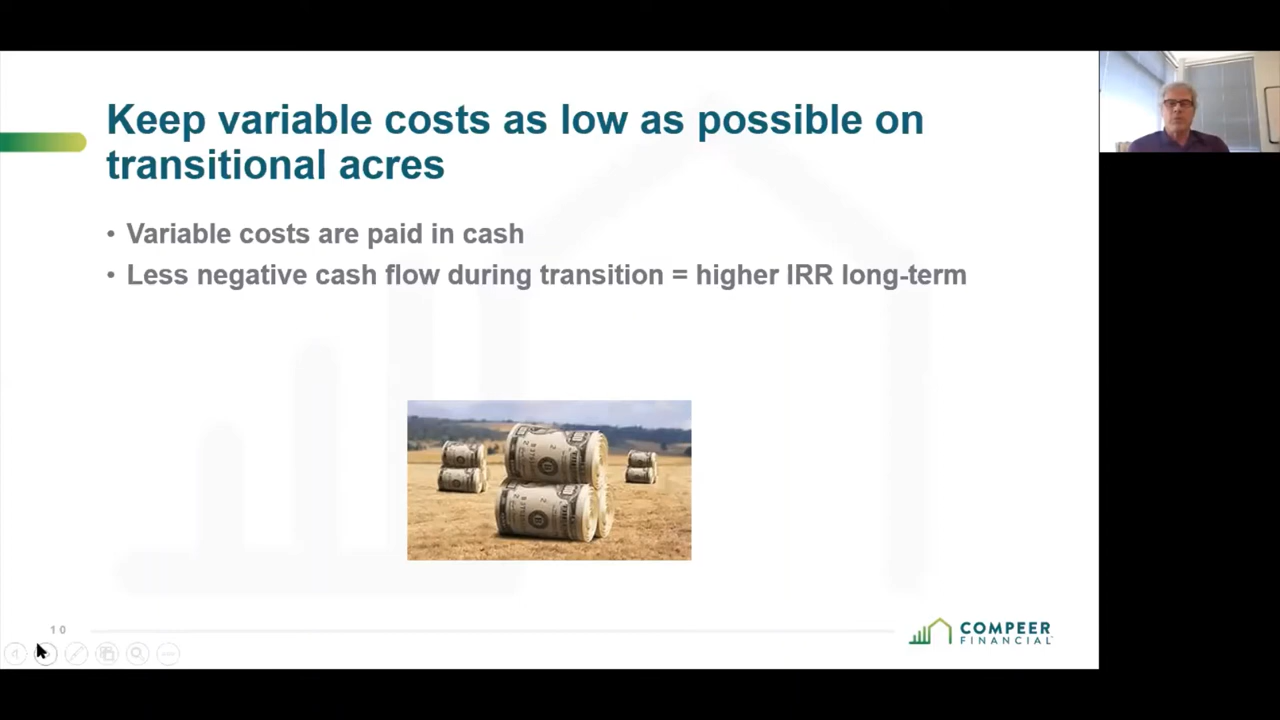 Keep variable costs as low as possible on
transitional acres
• Variable costs are paid in cash
• Less negative cash flow during transition = higher IRR long-term
10
COMPEER
FINANCIAL